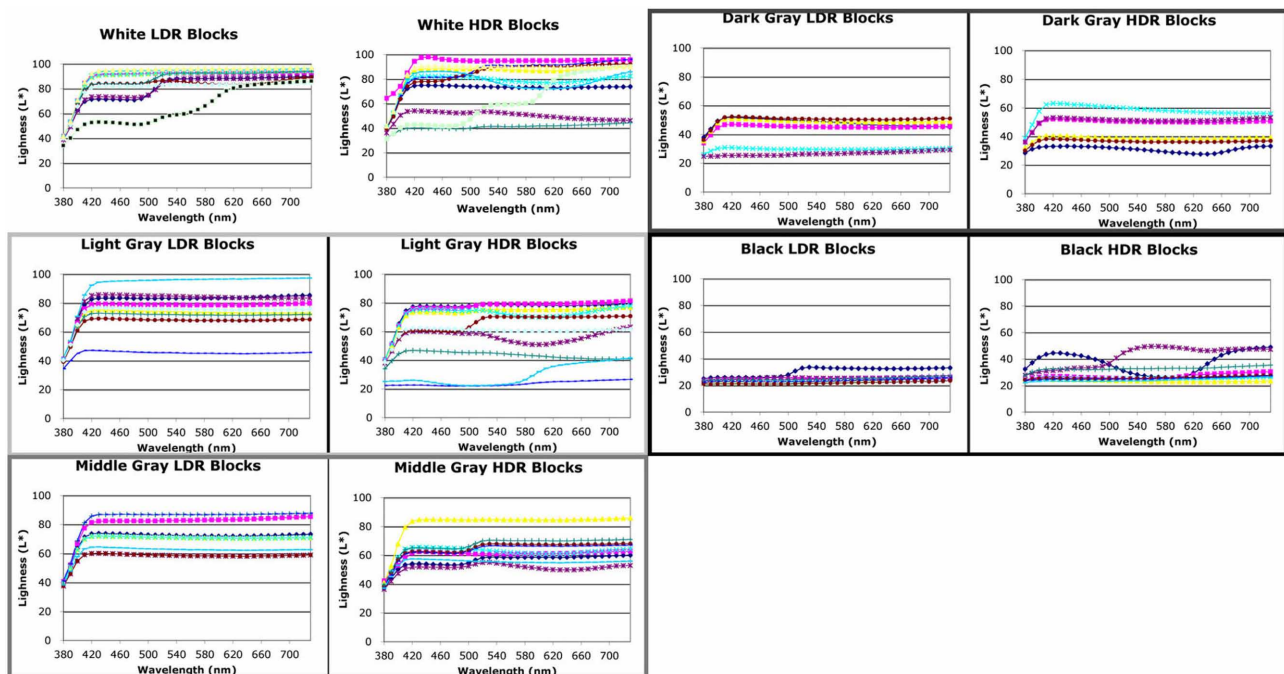 White LDR Blocks
Lighness (L*)
100
80
60
40
20
0
380 420 460 500 540 580 620 660 700
Wavelength (nm)
White HDR Blocks
Lighness (L*)
100
80
60
40
20
0
380 420 460 500 540 580 620 660 700
Wavelength (nm)
Dark Gray LDR Blocks
Lighness (L*)
100
80
60
40
20
0
380 420 460 500 540 580 620 660 700
Wavelength (nm)
Dark Gray HDR Blocks
Lighness (L*)
100
80
60
40
20
0
380 420 460 500 540 580 620 660 700
Wavelength (nm)
Light Gray LDR Blocks
Lighness (L*)
100
80
60
40
20
0
380 420 460 500 540 580 620 660 700
Wavelength (nm)
Light Gray HDR Blocks
Lighness (L*)
100
80
60
40
20
0
380 420 460 500 540 580 620 660 700
Wavelength (nm)
Black LDR Blocks
Lighness (L*)
100
80
60
40
20
0
380 420 460 500 540 580 620 660 700
Wavelength (nm)
Black HDR Blocks
Lighness (L*)
100
80
60
40
20
0
380 420 460 500 540 580 620 660 700
Wavelength (nm)
Middle Gray LDR Blocks
Lighness (L*)
100
80
60
40
20
0
380 420 460 500 540 580 620 660 700
Wavelength (nm)
Middle Gray HDR Blocks
Lighness (L*)
100
80
60
40
20
0
380 420 460 500 540 580 620 660 700
Wavelength (nm)